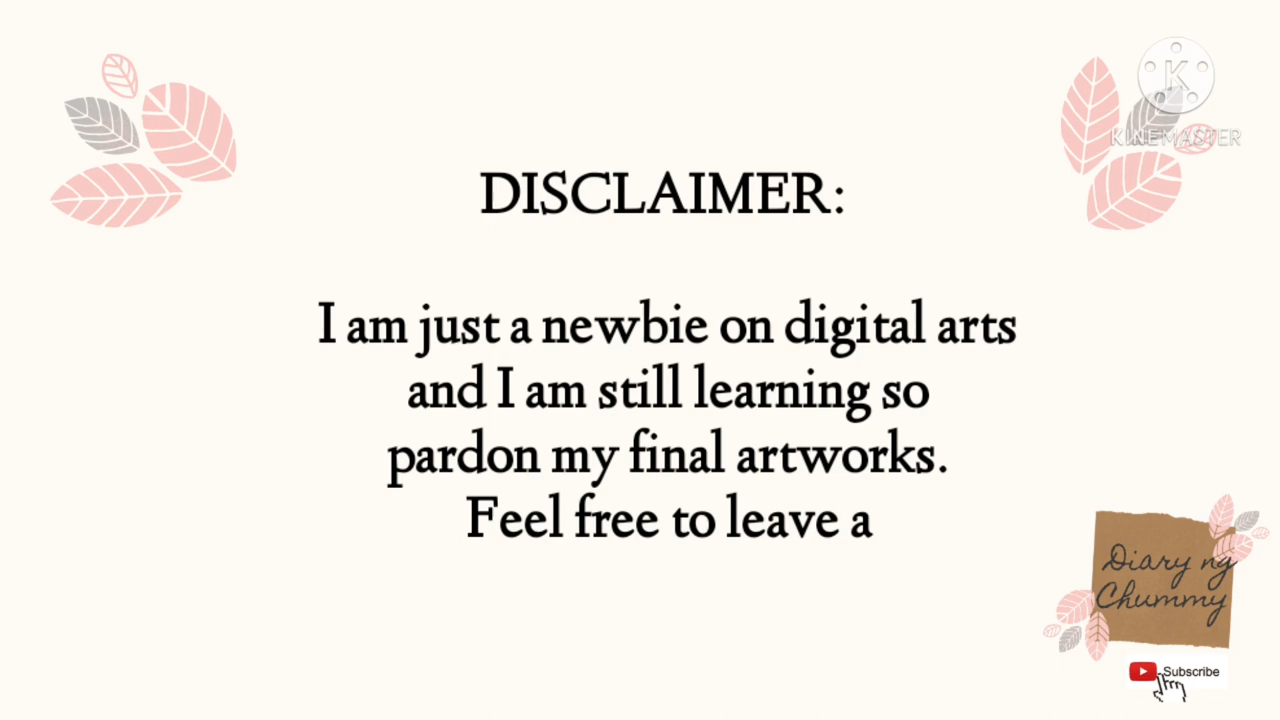 K
KINEMASTER
DISCLAIMER:
I am just a newbie on digital arts
and I am still learning so
pardon my final artworks.
Feel free to leave a
Diary ng
Chummy
Subscribe